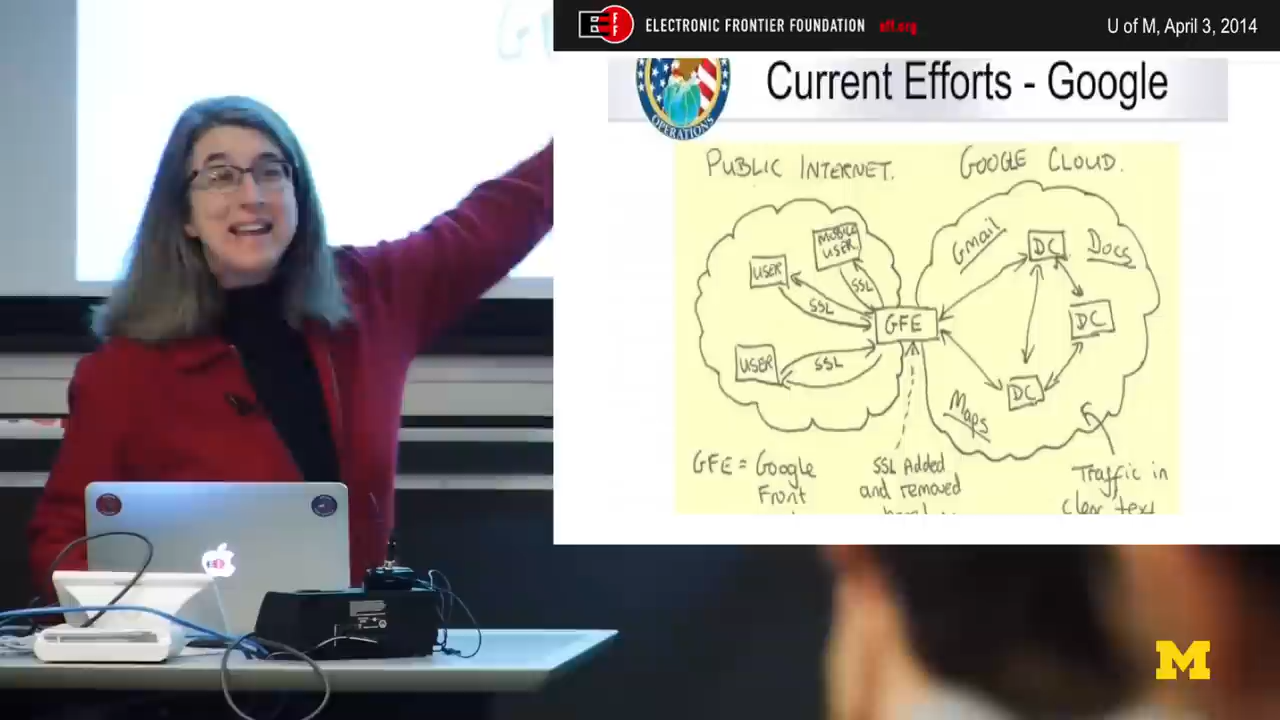 EFF
ELECTRONIC FRONTIER FOUNDATION eff.org
U of M, April 3, 2014
OPERATIONS
Current Efforts - Google
PUBLIC INTERNET.
GOOGLE CLOUD.
MOBILE
USER
USER
SSL
SSL
USER
SSL
GFE
Gmail
DC
Docs
DC
DC
Maps
GFE = Google
Front
SSL Added
and removed
Traffic in
clear text
M